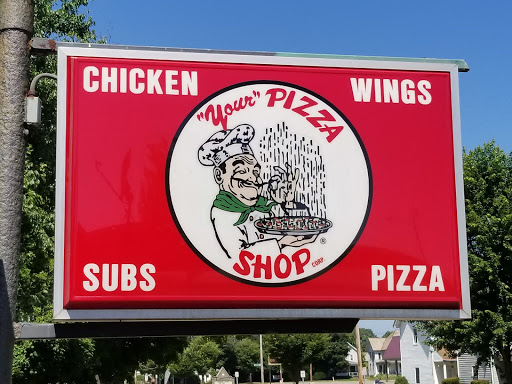 CHICKEN WINGS
"Your" PIZZA
SHOP CORP.
®
SUBS PIZZA